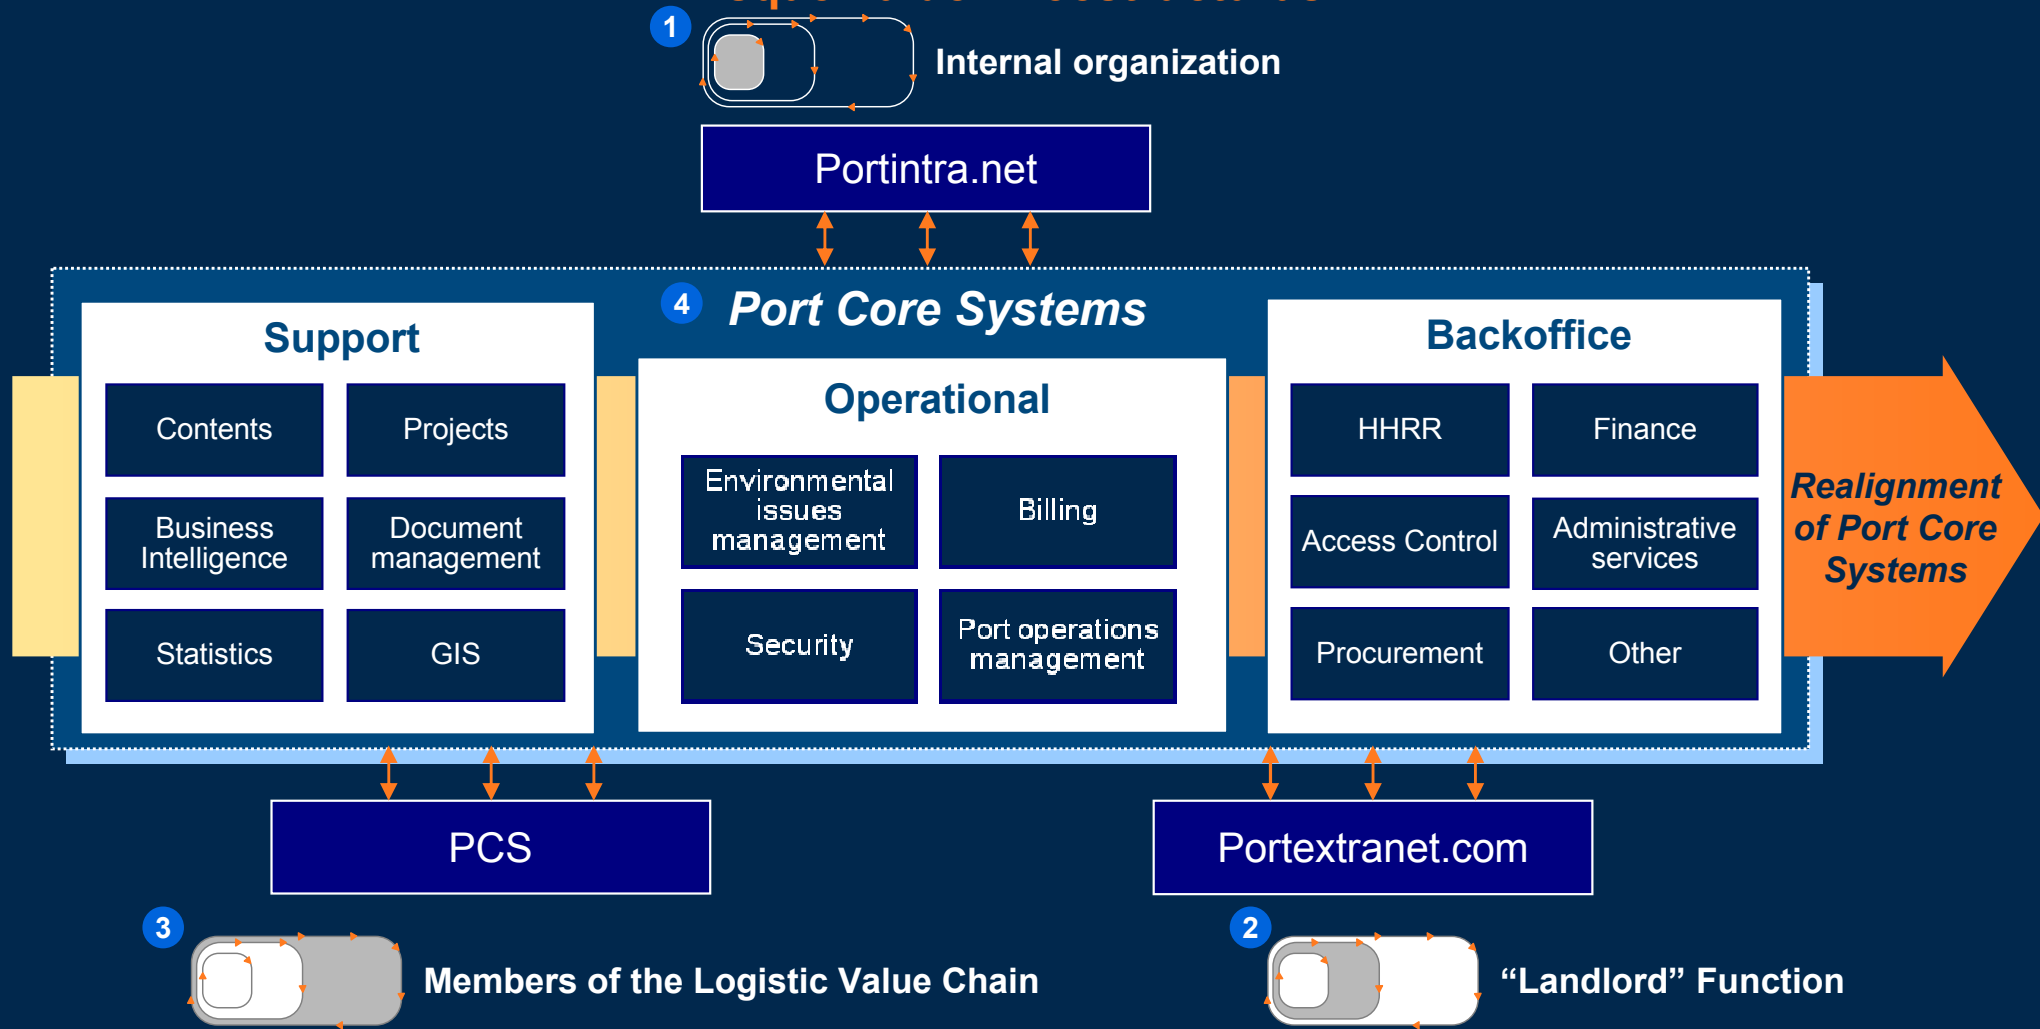 1
Internal organization
Portintra.net
4
Port Core Systems
Support
Contents
Projects
Business
Intelligence
Document
management
Statistics
GIS
Operational
Environmental
issues
management
Billing
Security
Port operations
management
Backoffice
HHRR
Finance
Access Control
Administrative
services
Procurement
Other
Realignment
of Port Core
Systems
PCS
Portextranet.com
3
Members of the Logistic Value Chain
2
“Landlord” Function